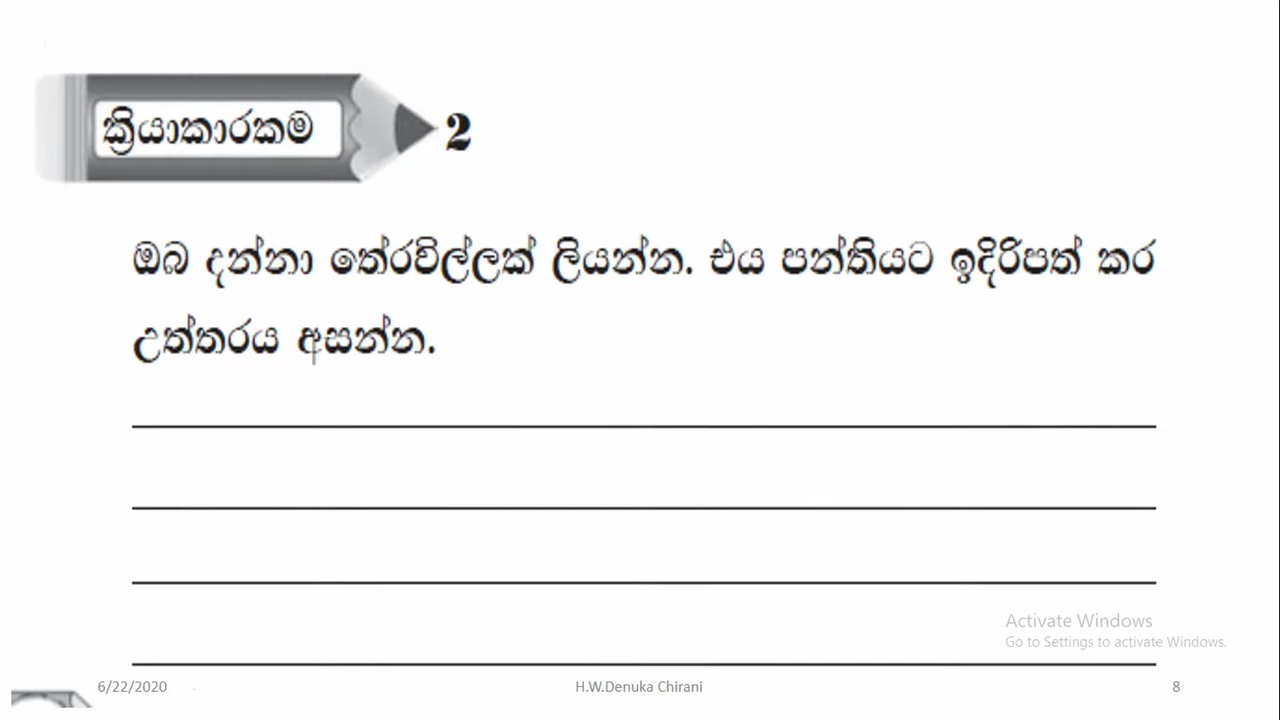 ක්‍රියාකාරකම 2
ඔබ දන්නා තේරවිල්ලක් ලියන්න. එය පන්තියට ඉදිරිපත් කර
උත්තරය අසන්න.
Activate Windows
Go to Settings to activate Windows.
6/22/2020
H.W.Denuka Chirani
8